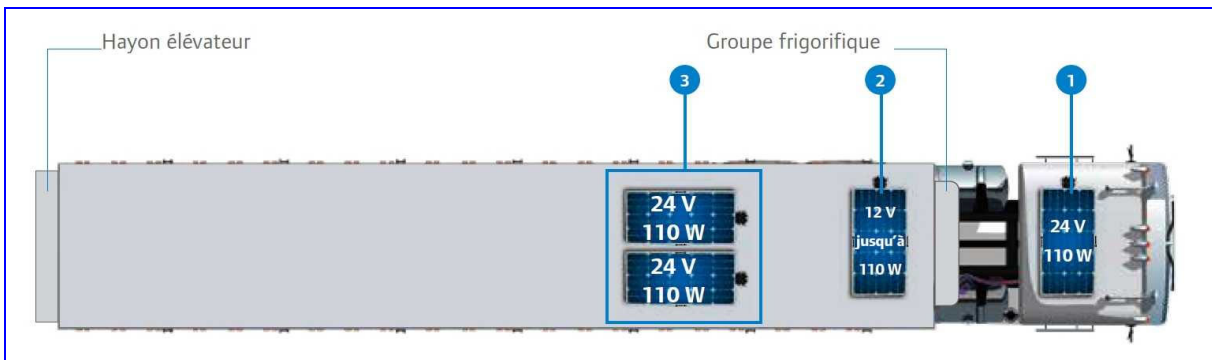 Hayon élévateur
Groupe frigorifique
3
2
1
24 V
110 W
24 V
110 W
12 V
jusqu'à
110 W
24 V
110 W